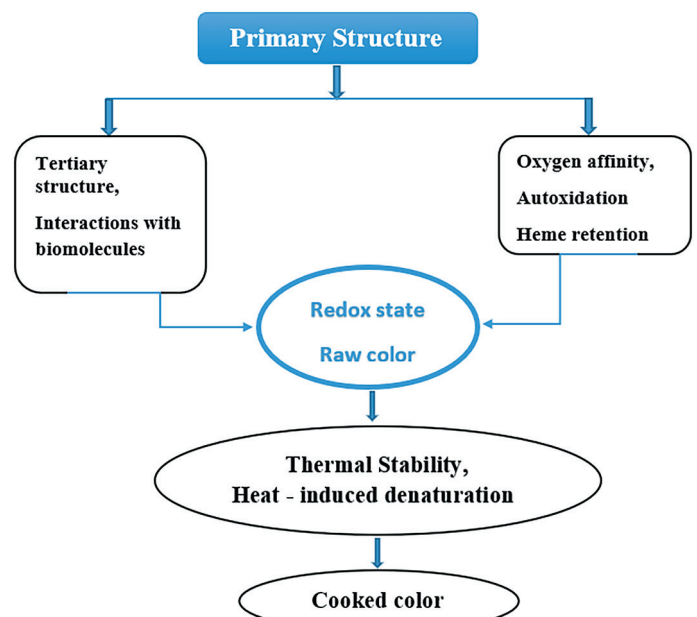 Primary Structure
Tertiary
structure,
Interactions with
biomolecules
Oxygen affinity,
Autoxidation
Heme retention
Redox state
Raw color
Thermal Stability,
Heat - induced denaturation
Cooked color